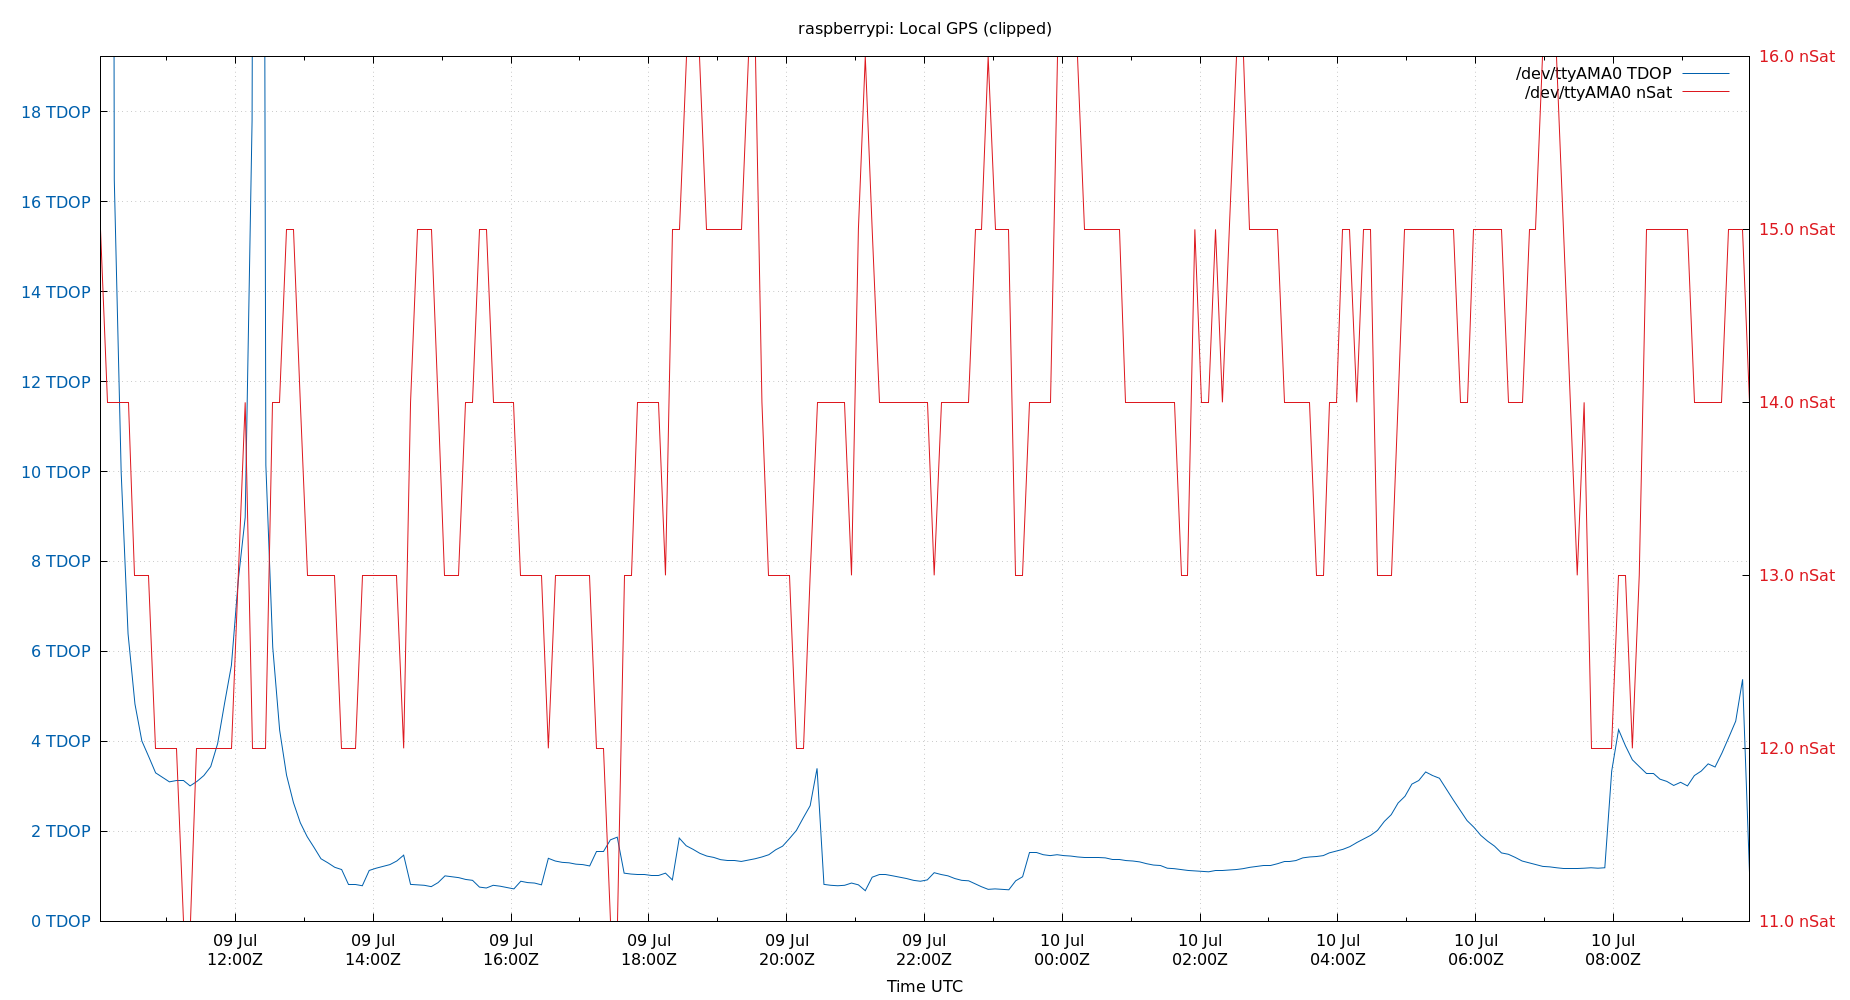 raspberrypi: Local GPS (clipped)
16.0 nSat
/dev/ttyAMA0 TDOP
/dev/ttyAMA0 nSat
18 TDOP
16 TDOP
15.0 nSat
14 TDOP
12 TDOP
14.0 nSat
10 TDOP
8 TDOP
13.0 nSat
6 TDOP
4 TDOP
12.0 nSat
2 TDOP
0 TDOP
11.0 nSat
09 Jul 09 Jul 09 Jul 09 Jul 09 Jul 09 Jul 10 Jul 10 Jul 10 Jul 10 Jul 10 Jul
12:00Z 14:00Z 16:00Z 18:00Z 20:00Z 22:00Z 00:00Z 02:00Z 04:00Z 06:00Z 08:00Z
Time UTC